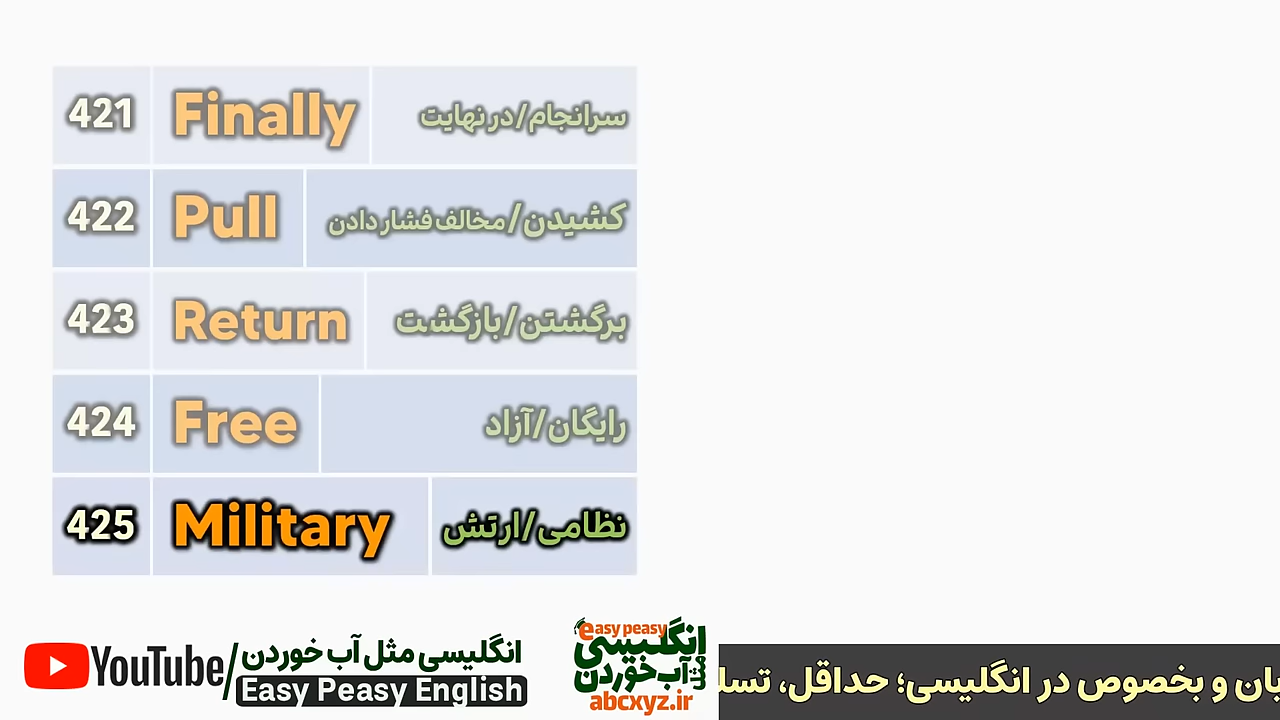 421 Finally سرانجام/در نهایت
422 Pull کشیدن/مخالف فشار دادن
423 Return برگشتن/بازگشت
424 Free رایگان/آزاد
425 Military نظامی/ارتش
YouTube/انگلیسی مثل آب خوردن
Easy Peasy English
easy peasy
انگلیسی
مثل آب خوردن
abcxyz.ir
و بخصوص در انگلیسی؛ حداقل،